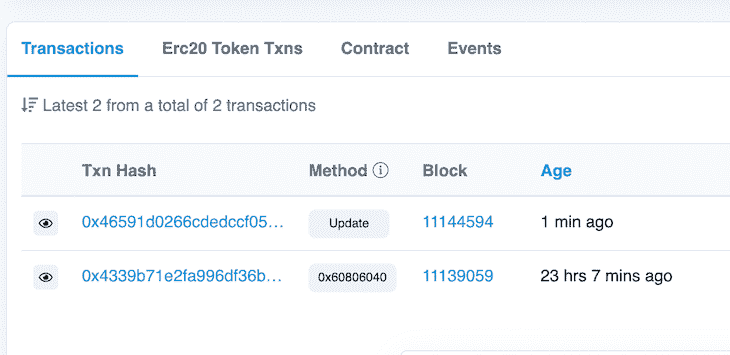 Transactions Erc20 Token Txns Contract Events
Latest 2 from a total of 2 transactions
Txn Hash Method Block Age
0x46591d0266cdedccf05... Update 11144594 1 min ago
0x4339b71e2fa996df36b... 0x60806040 11139059 23 hrs 7 mins ago